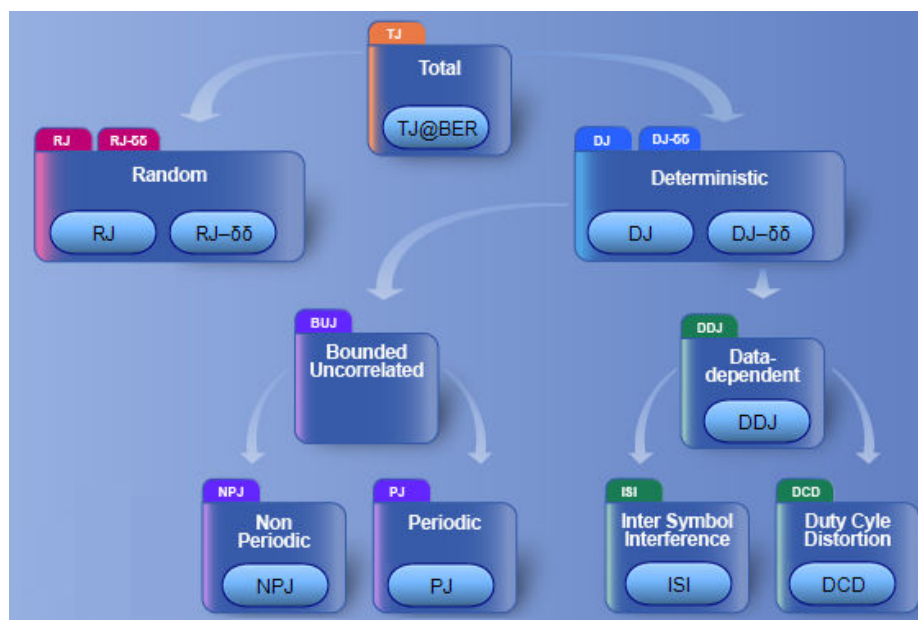 TJ
Total
TJ@BER
RJ
RJ-δδ
Random
RJ
RJ–δδ
DJ
DJ-δδ
Deterministic
DJ
DJ–δδ
BUJ
Bounded
Uncorrelated
DDJ
Data-
dependent
DDJ
NPJ
Non
Periodic
NPJ
PJ
Periodic
PJ
ISI
Inter Symbol
Interference
ISI
DCD
Duty Cyle
Distortion
DCD